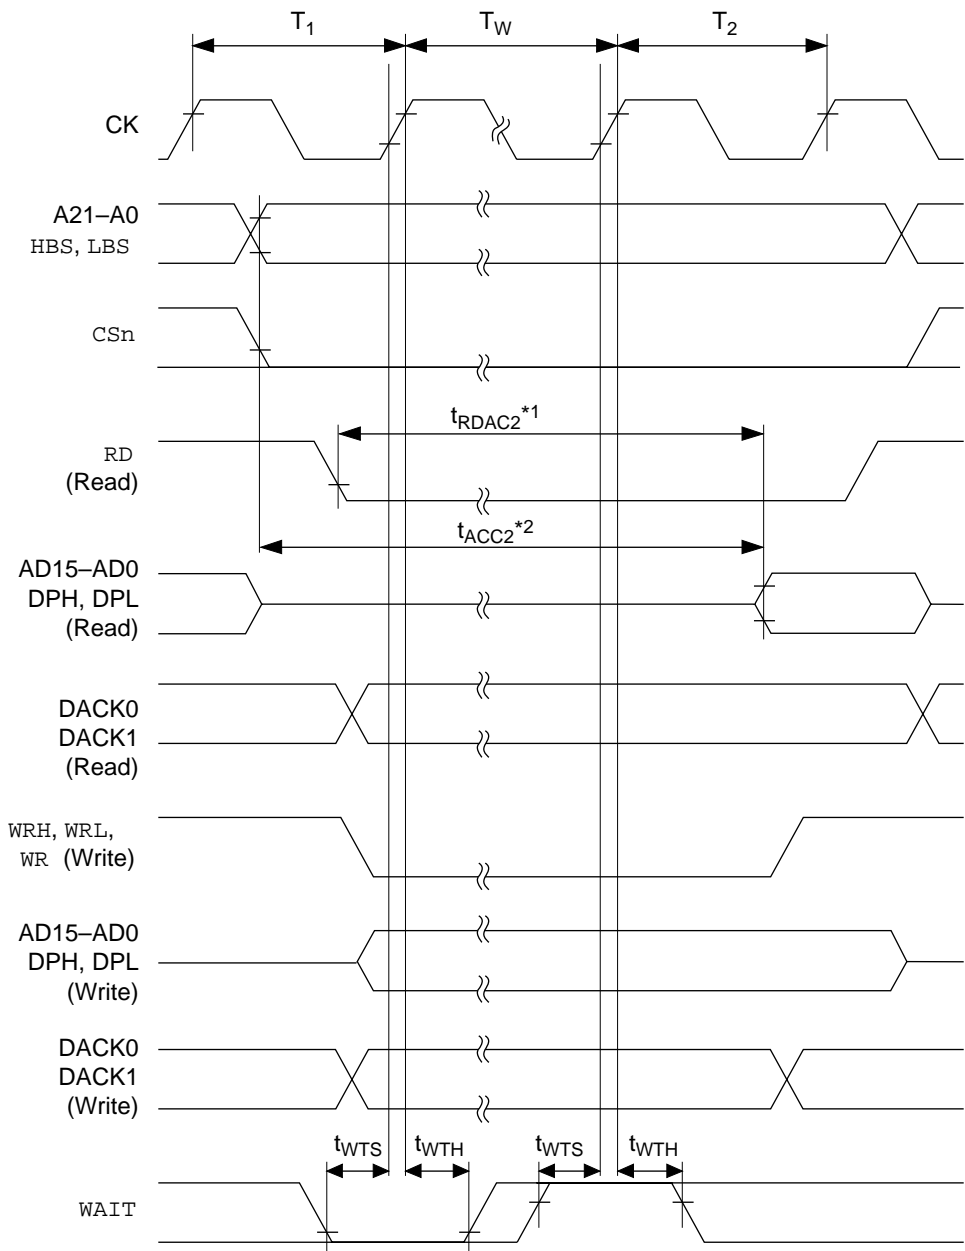 T1 TW T2
CK
A21–A0
HBS, LBS
CSn
tRDAC2*1
RD
(Read)
tACC2*2
AD15–AD0
DPH, DPL
(Read)
DACK0
DACK1
(Read)
WRH, WRL,
WR (Write)
AD15–AD0
DPH, DPL
(Write)
DACK0
DACK1
(Write)
tWTS tWTH tWTS tWTH
WAIT